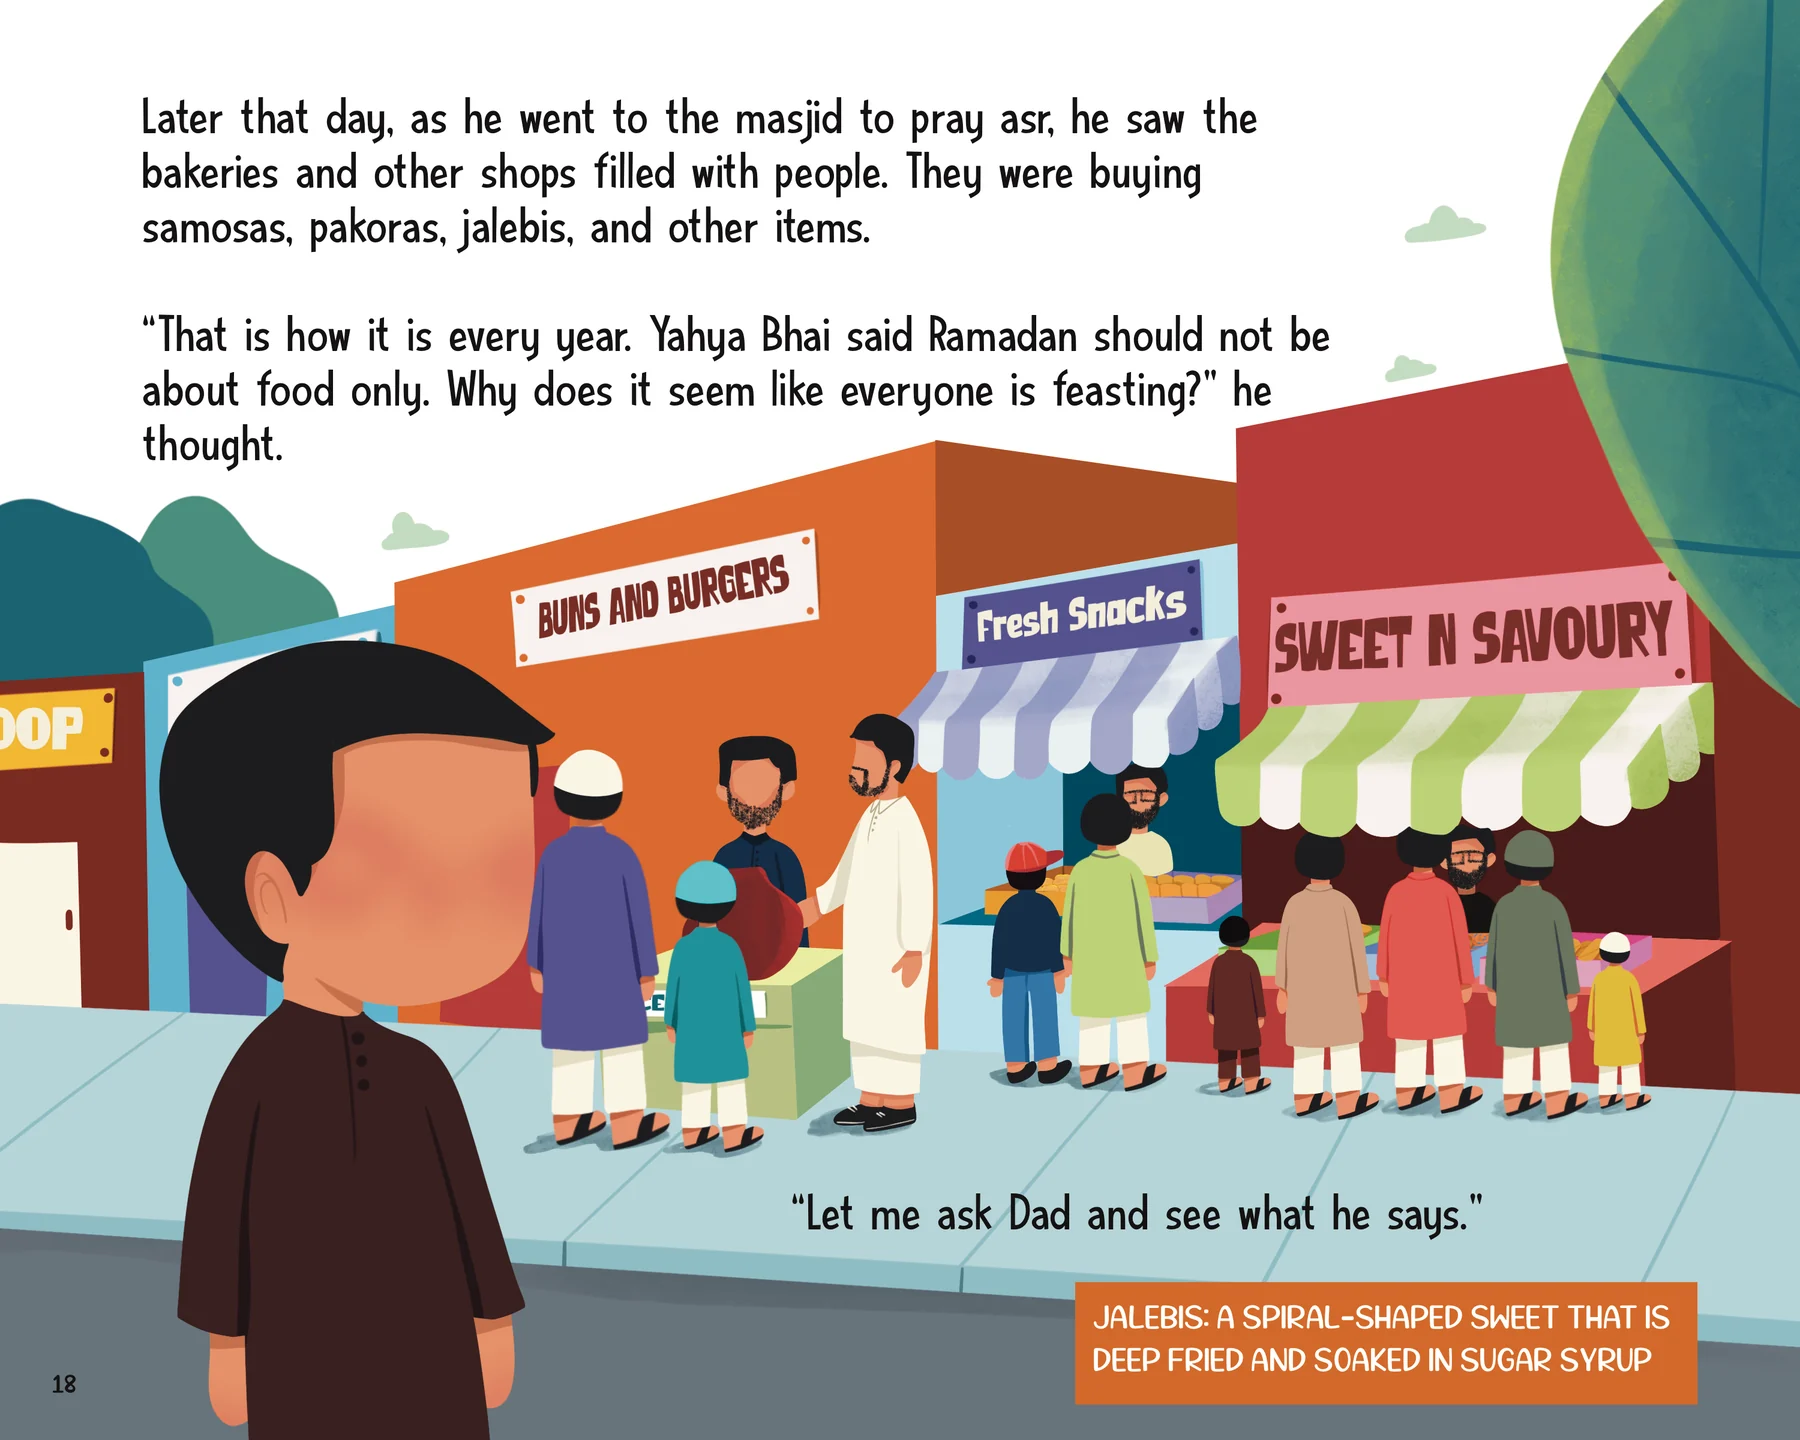 Later that day, as he went to the masjid to pray asr, he saw the
bakeries and other shops filled with people. They were buying
samosas, pakoras, jalebis, and other items.
“That is how it is every year. Yahya Bhai said Ramadan should not be
about food only. Why does it seem like everyone is feasting?" he
thought.
BUNS AND BURGERS
Fresh Snacks
SWEET N SAVOURY
OOP
“Let me ask Dad and see what he says."
JALEBIS: A SPIRAL-SHAPED SWEET THAT IS
DEEP FRIED AND SOAKED IN SUGAR SYRUP
18